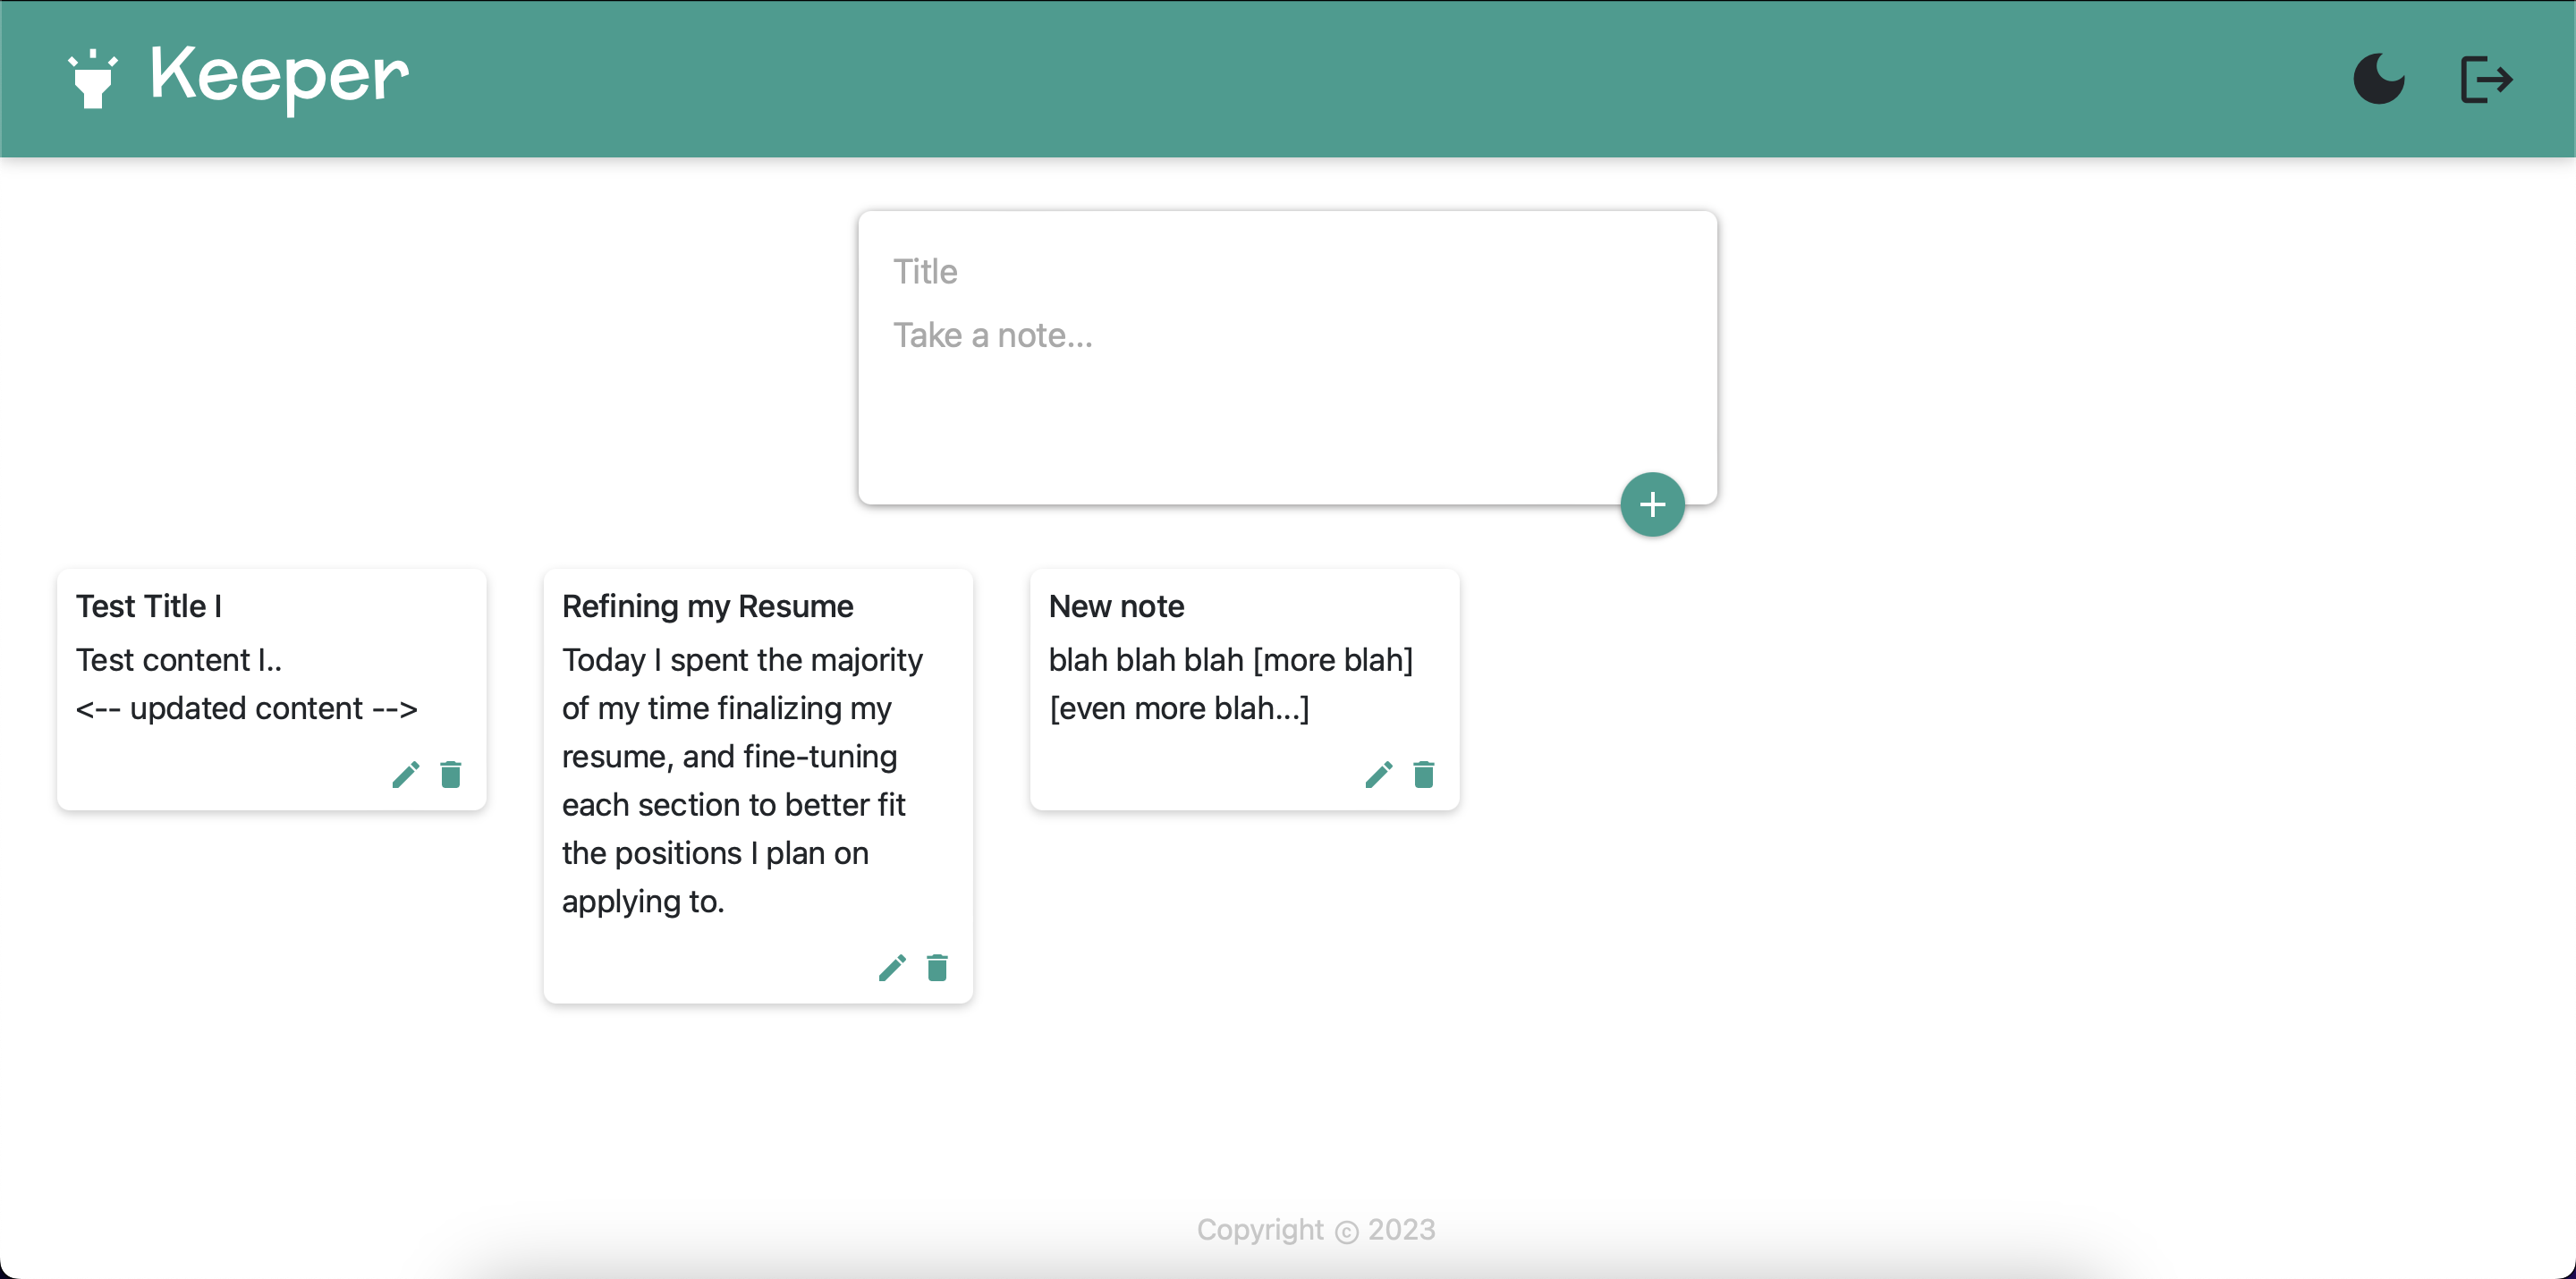 Keeper
Title
Take a note...
Test Title I
Test content I..
<-- updated content -->
Refining my Resume
Today I spent the majority
of my time finalizing my
resume, and fine-tuning
each section to better fit
the positions I plan on
applying to.
New note
blah blah blah [more blah]
[even more blah...]
Copyright © 2023